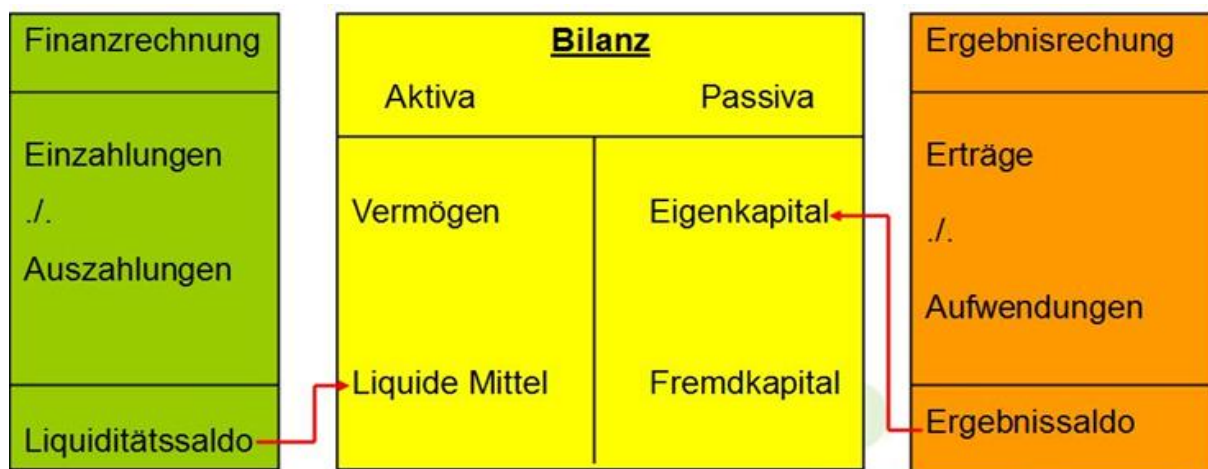 Finanzrechnung
Einzahlungen
./.
Auszahlungen
Liquiditätssaldo
Bilanz
Aktiva Passiva
Vermögen Eigenkapital
Liquide Mittel Fremdkapital
Ergebnisrechung
Erträge
./.
Aufwendungen
Ergebnissaldo